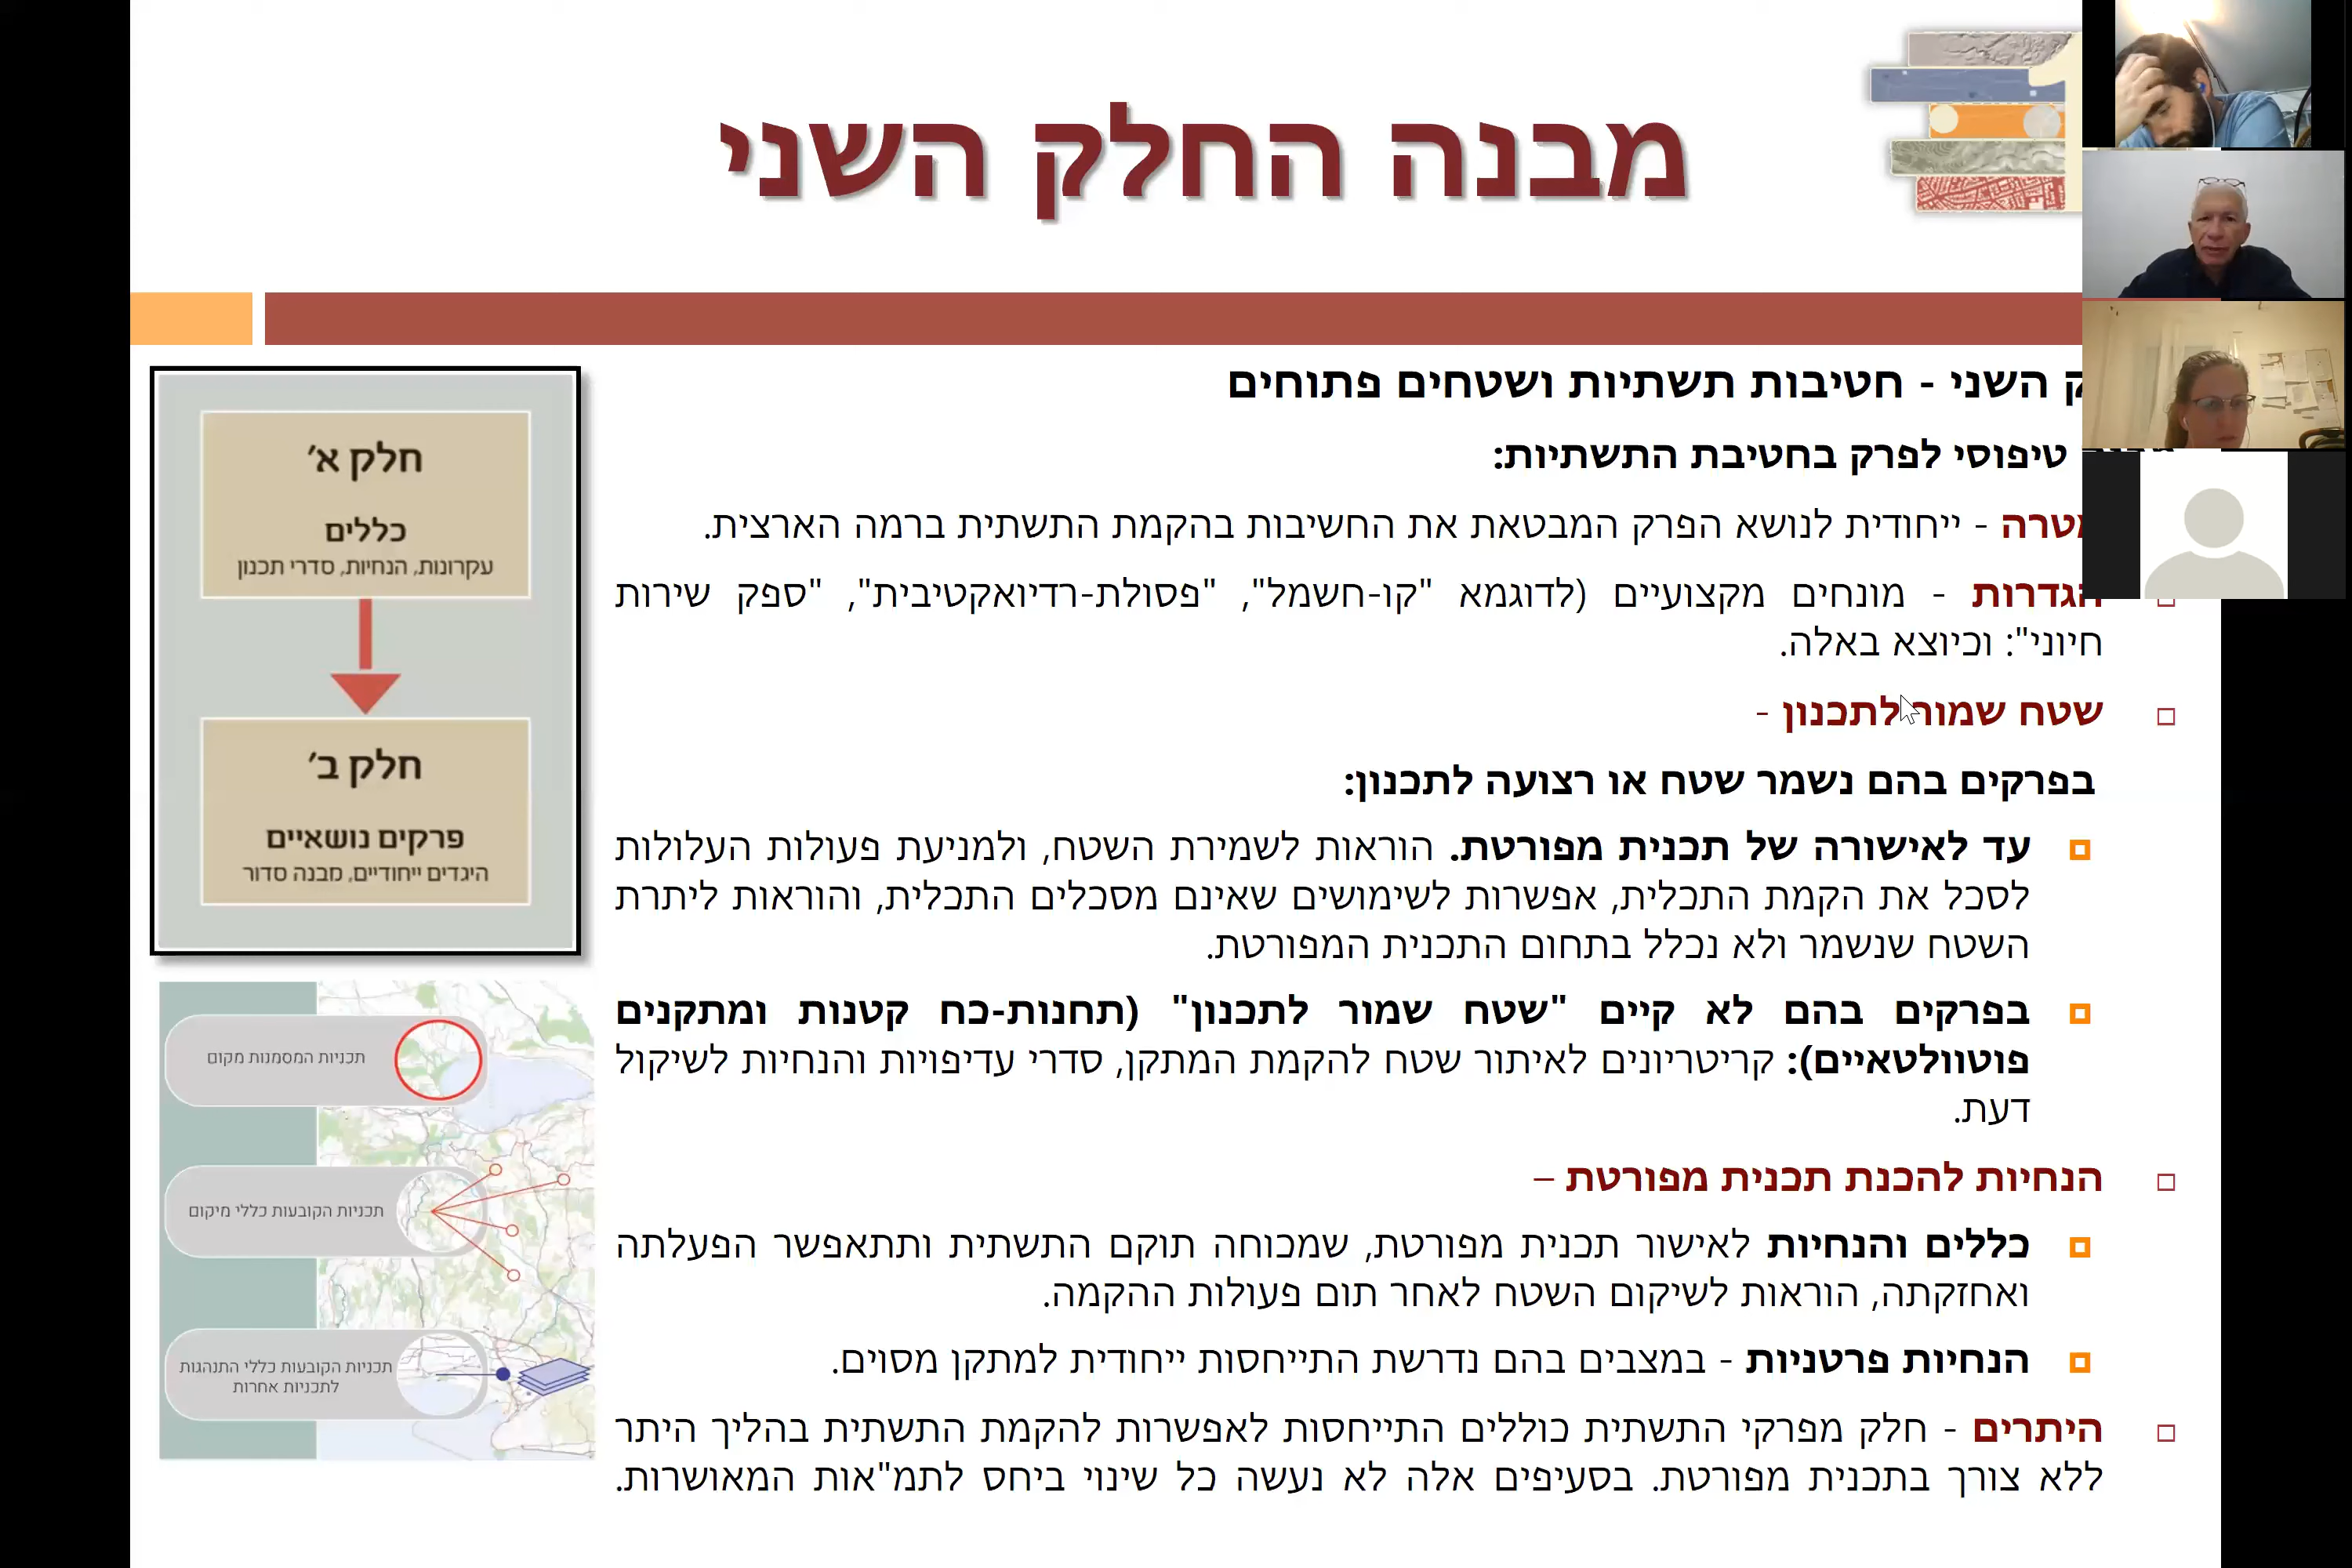 מבנה החלק השני
השני - חטיבות תשתיות ושטחים פתוחים
טיפוסי לפרק בחטיבת התשתיות:
מטרה - ייחודית לנושא הפרק המבטאת את החשיבות בהקמת התשתית ברמה הארצית.
הגדרות - מונחים מקצועיים (לדוגמא "קו-חשמל", "פסולת-רדיואקטיבית", "ספק שירות
חיוני": וכיוצא באלה.
שטח שמור לתכנון -
בפרקים בהם נשמר שטח או רצועה לתכנון:
עד לאישורה של תכנית מפורטת. הוראות לשמירת השטח, ולמניעת פעולות העלולות
לסכל את הקמת התכלית, אפשרות לשימושים שאינם מסכלים התכלית, והוראות ליתרת
השטח שנשמר ולא נכלל בתחום התכנית המפורטת.
בפרקים בהם לא קיים "שטח שמור לתכנון" (תחנות-כח קטנות ומתקנים
פוטוולטאיים): קריטריונים לאיתור שטח להקמת המתקן, סדרי עדיפויות והנחיות לשיקול
דעת.
הנחיות להכנת תכנית מפורטת –
כללים והנחיות לאישור תכנית מפורטת, שמכוחה תוקם התשתית ותתאפשר הפעלתה
ואחזקתה, הוראות לשיקום השטח לאחר תום פעולות ההקמה.
הנחיות פרטניות - במצבים בהם נדרשת התייחסות ייחודית למתקן מסוים.
היתרים - חלק מפרקי התשתית כוללים התייחסות לאפשרות להקמת התשתית בהליך היתר
ללא צורך בתכנית מפורטת. בסעיפים אלה לא נעשה כל שינוי ביחס לתמ"אות המאושרות.
חלק א'
כללים
עקרונות, הנחיות, סדרי תכנון
חלק ב'
פרקים נושאיים
היגדים ייחודיים, מבנה סדור
תכניות המסמנות מקום
תכניות הקובעות כללי מיקום
תכניות הקובעות כללי התנהגות
לתכניות אחרות